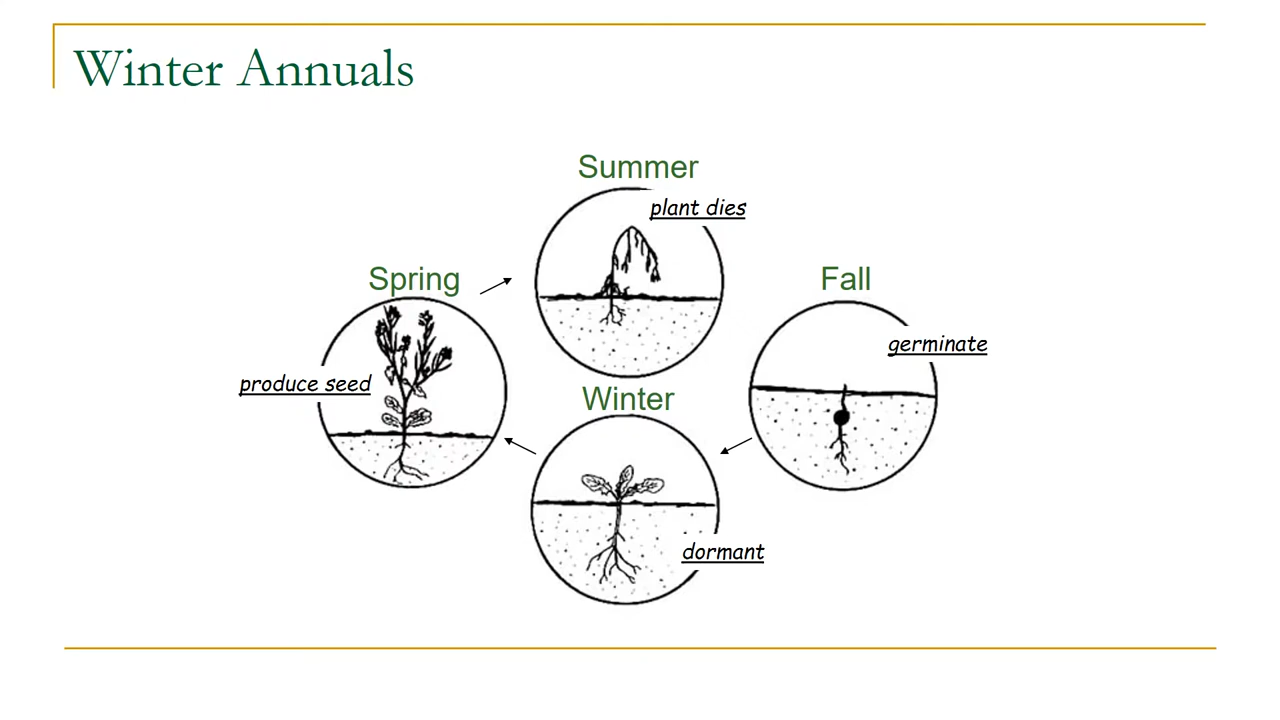 Winter Annuals
Summer
plant dies
Spring
Fall
germinate
produce seed
Winter
dormant